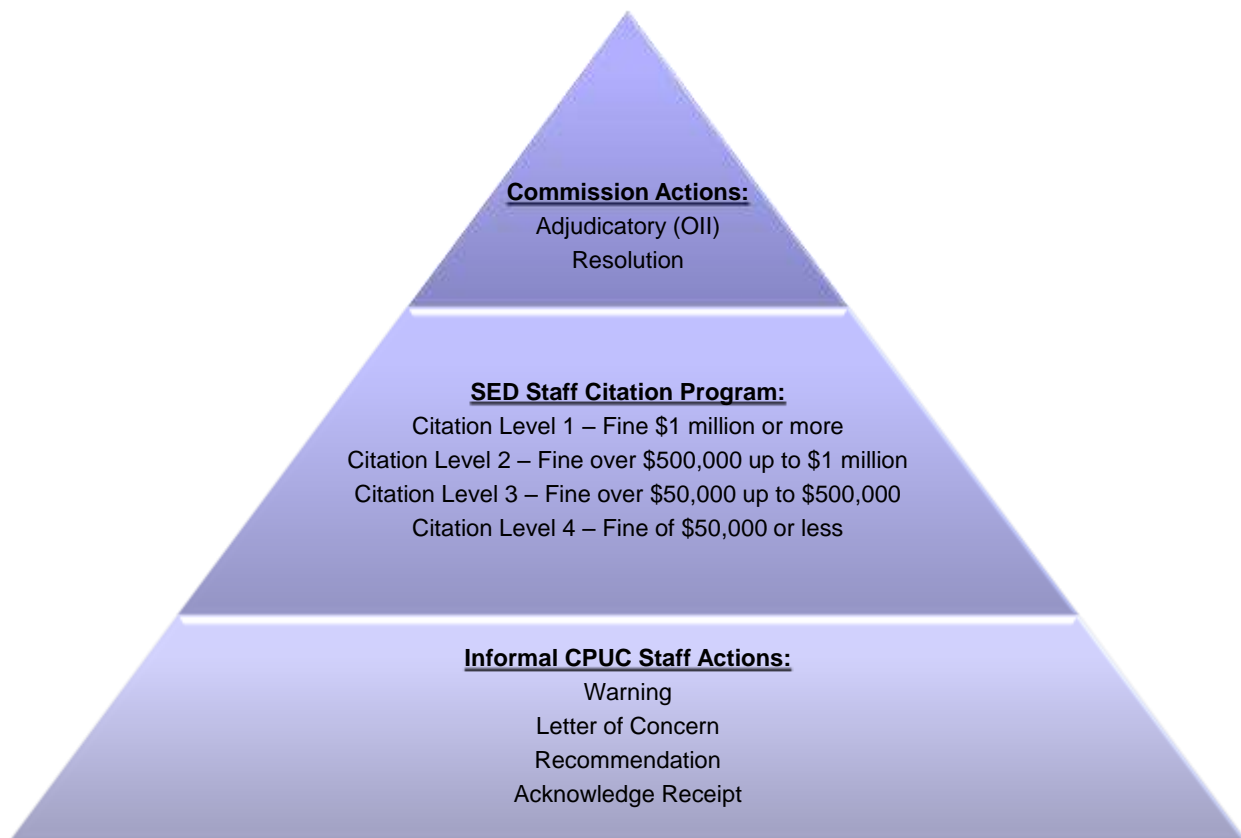 Commission Actions:
Adjudicatory (OII)
Resolution
SED Staff Citation Program:
Citation Level 1 – Fine $1 million or more
Citation Level 2 – Fine over $500,000 up to $1 million
Citation Level 3 – Fine over $50,000 up to $500,000
Citation Level 4 – Fine of $50,000 or less
Informal CPUC Staff Actions:
Warning
Letter of Concern
Recommendation
Acknowledge Receipt